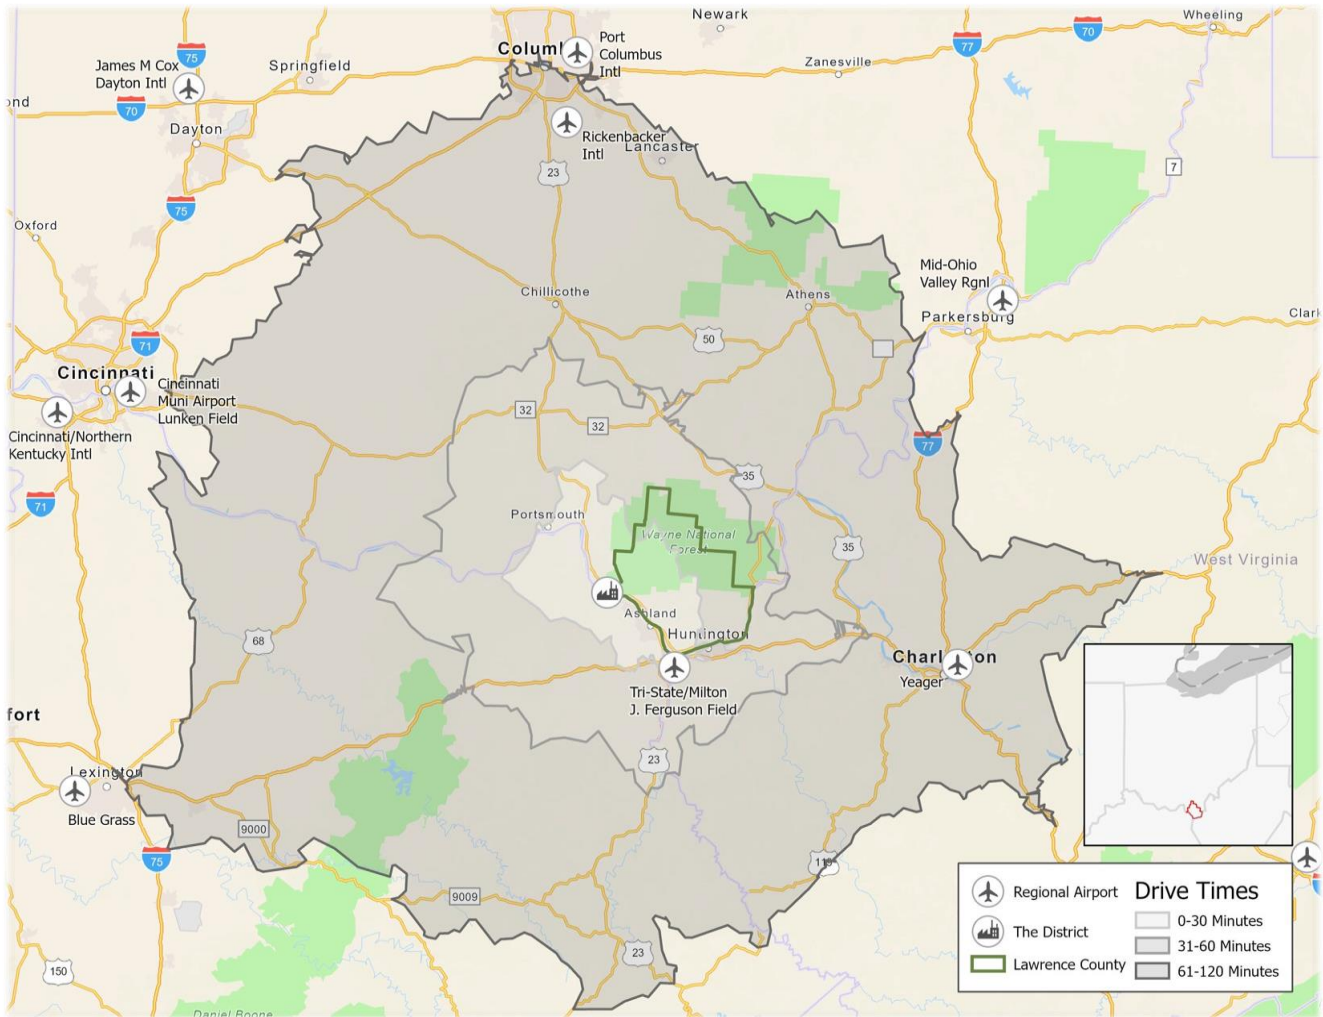 Newark
Wheeling
Port
Columbus
Intl
77
70
75
James M Cox
Dayton Intl
Springfield
Zanesville
70
Dayton
Rickenbacker
Intl
Lancaster
23
7
75
Oxford
Mid-Ohio
Valley Rgnl
Chillicothe
Athens
Parkersburg
50
71
Cincinnati
Cincinnati
Muni Airport
Lunken Field
Cincinnati/Northern
Kentucky Intl
32
32
77
35
71
Portsmouth
Wayne National
Forest
35
West Virginia
Ashland
Huntington
68
Charleston
Yeager
Tri-State/Milton
J. Ferguson Field
fort
23
Lexington
Blue Grass
9000
75
119
9009
23
150
Daniel Boone
Regional Airport
The District
Lawrence County
Drive Times
0-30 Minutes
31-60 Minutes
61-120 Minutes